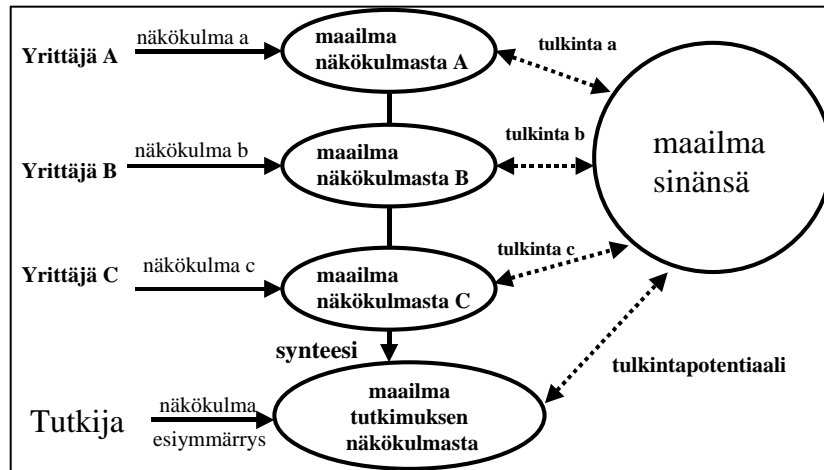 Yrittäjä A
näkökulma a
maailma
näkökulmasta A
tulkinta a
Yrittäjä B
näkökulma b
maailma
näkökulmasta B
tulkinta b
maailma
sinänsä
Yrittäjä C
näkökulma c
maailma
näkökulmasta C
tulkinta c
synteesi
tulkintapotentiaali
Tutkija
näkökulma
esiymmärrys
maailma
tutkimuksen
näkökulmasta